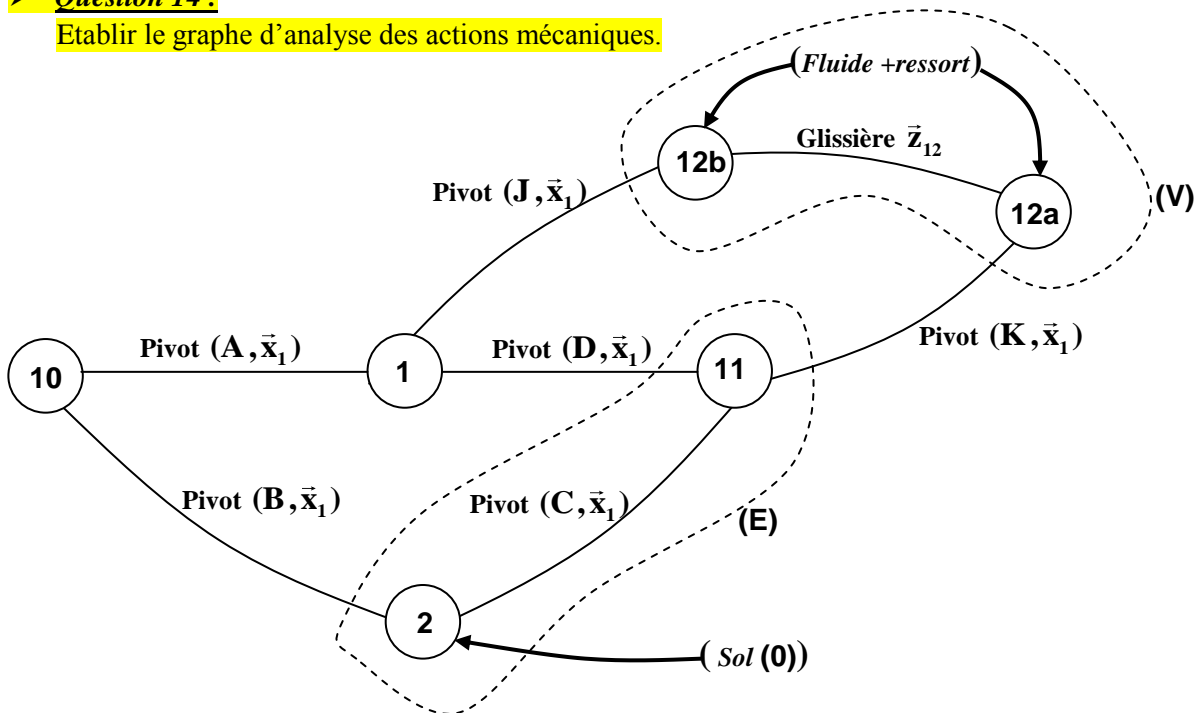 ➤ Question 14 :
Etablir le graphe d'analyse des actions mécaniques.
(Fluide +ressort)
Glissière z⃗₁₂
12b
12a
(V)
Pivot (J, x⃗₁)
Pivot (K, x⃗₁)
Pivot (A, x⃗₁)
Pivot (D, x⃗₁)
10
1
11
Pivot (B, x⃗₁)
Pivot (C, x⃗₁)
(E)
2
( Sol (0))